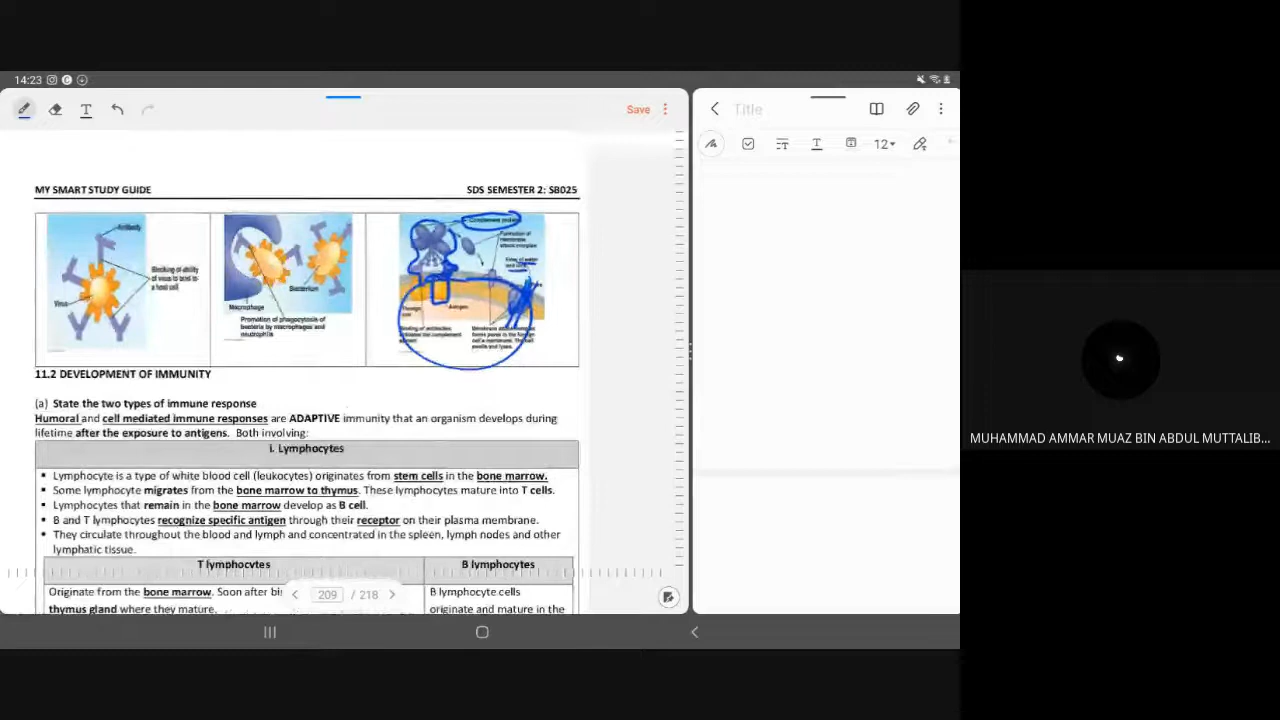 14:23
Save
Title
12
MY SMART STUDY GUIDE
SDS SEMESTER 2: SB025
Antibody
Virus
Blocking of ability
of virus to bind to
a host cell
Macrophage
Bacterium
Promotion of phagocytosis of
bacteria by macrophages and
neutrophils
Complement proteins
Formation of
membrane
attack complex
Antigen
11.2 DEVELOPMENT OF IMMUNITY
(a) State the two types of immune response
Humoral and cell mediated immune responses are ADAPTIVE immunity that an organism develops during
lifetime after the exposure to antigens. Both involving:
i. Lymphocytes
▪ Lymphocyte is a type of white blood cell (leukocytes) originates from stem cells in the bone marrow.
▪ Some lymphocyte migrates from the bone marrow to thymus. These lymphocytes mature into T cells.
▪ Lymphocytes that remain in the bone marrow develop as B cell.
▪ B and T lymphocytes recognize specific antigen through their receptor on their plasma membrane.
▪ They circulate throughout the blood and lymph and concentrated in the spleen, lymph nodes and other
lymphatic tissue.
T lymphocytes
B lymphocytes
Originate from the bone marrow. Soon after bi
thymus gland where they mature.
B lymphocyte cells
originate and mature in the
209 / 218
MUHAMMAD AMMAR MUAZ BIN ABDUL MUTTALIB...